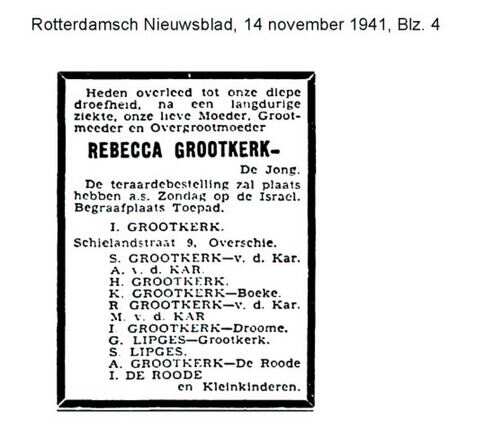 Rotterdamsch Nieuwsblad, 14 november 1941, Blz. 4
Heden overleed tot onze diepe
droefheid, na een langdurige
ziekte, onze lieve Moeder, Groot-
moeder en Overgrootmoeder
REBECCA GROOTKERK–
De Jong.
De teraardebestelling zal plaats
hebben a.s. Zondag op de Israel.
Begraafplaats Toepad.
I. GROOTKERK.
Schielandstraat 9, Overschie.
S. GROOTKERK—v. d. Kar.
A. v. d. KAR.
H. GROOTKERK.
K. GROOTKERK—Boeke.
R GROOTKERK—v. d. Kar.
M. v. d. KAR
I GROOTKERK—Droome.
G. LIPGES—Grootkerk.
S LIPGES.
A. GROOTKERK—De Roode
I. DE ROODE
en Kleinkinderen.